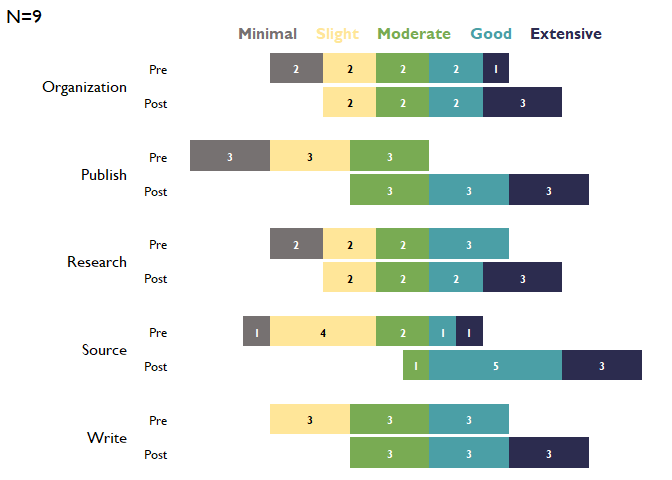 N=9
Minimal Slight Moderate Good Extensive
Organization
Pre 2 2 2 2 1
Post 2 2 2 3
Publish
Pre 3 3 3
Post 3 3 3
Research
Pre 2 2 2 3
Post 2 2 2 3
Source
Pre 1 4 2 1 1
Post 1 5 3
Write
Pre 3 3 3
Post 3 3 3